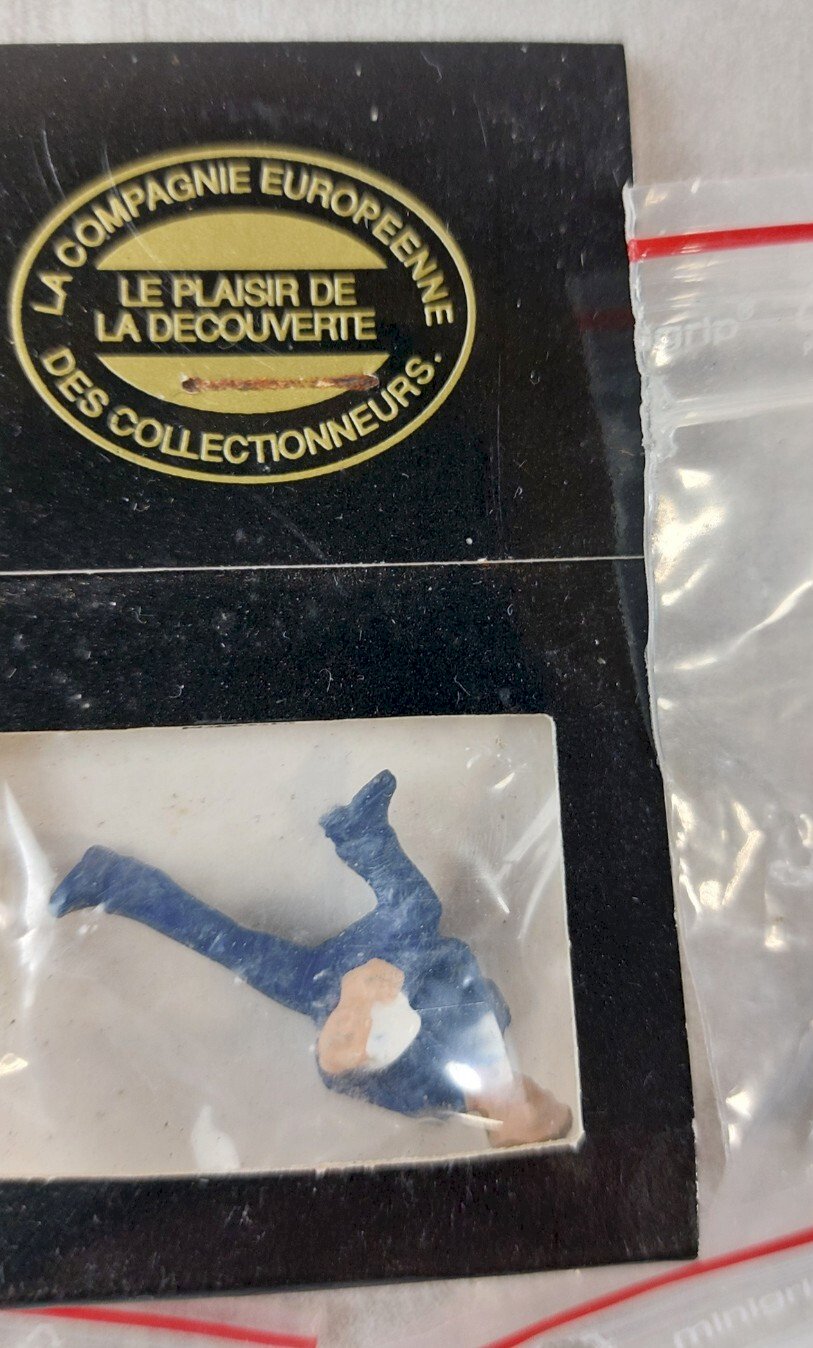 LA COMPAGNIE EUROPEENNE
LE PLAISIR DE
LA DECOUVERTE
DES COLLECTIONNEURS.